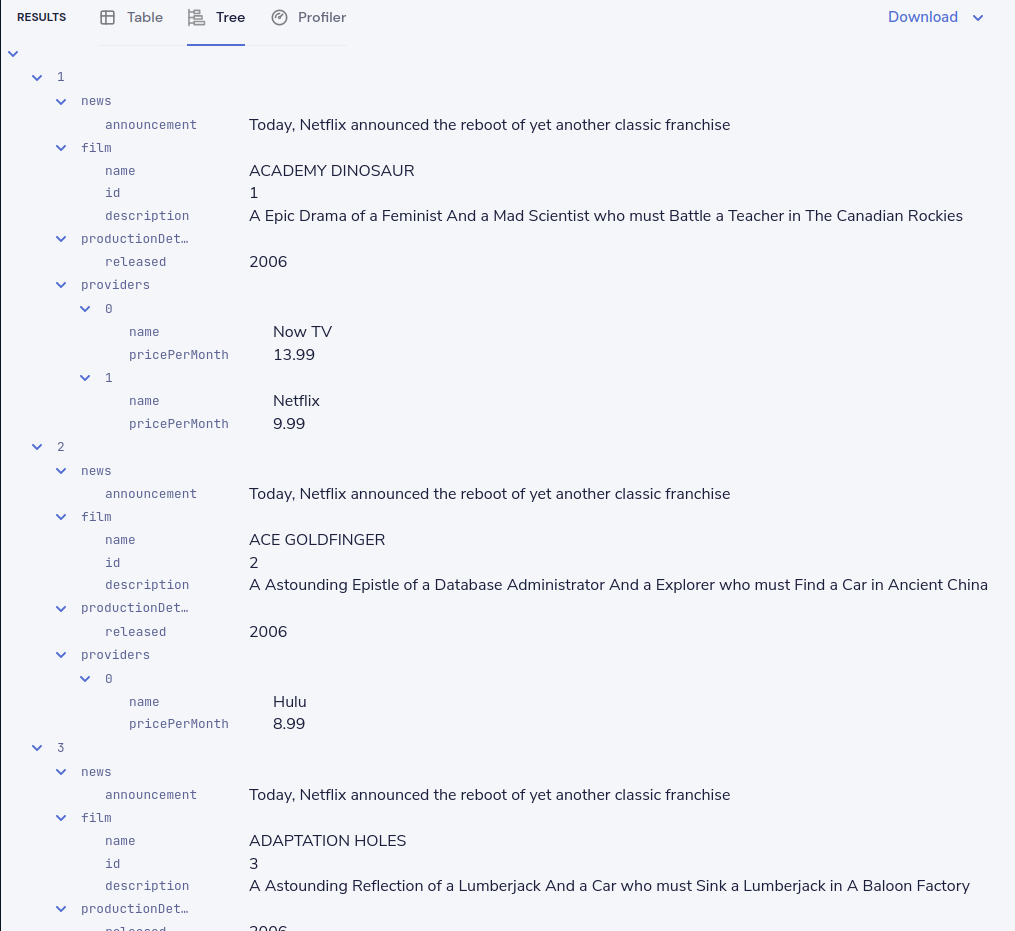 RESULTS Table Tree Profiler Download
1
news
announcement Today, Netflix announced the reboot of yet another classic franchise
film
name ACADEMY DINOSAUR
id 1
description A Epic Drama of a Feminist And a Mad Scientist who must Battle a Teacher in The Canadian Rockies
productionDet…
released 2006
providers
0
name Now TV
pricePerMonth 13.99
1
name Netflix
pricePerMonth 9.99
2
news
announcement Today, Netflix announced the reboot of yet another classic franchise
film
name ACE GOLDFINGER
id 2
description A Astounding Epistle of a Database Administrator And a Explorer who must Find a Car in Ancient China
productionDet…
released 2006
providers
0
name Hulu
pricePerMonth 8.99
3
news
announcement Today, Netflix announced the reboot of yet another classic franchise
film
name ADAPTATION HOLES
id 3
description A Astounding Reflection of a Lumberjack And a Car who must Sink a Lumberjack in A Baloon Factory
productionDet…
released 2006